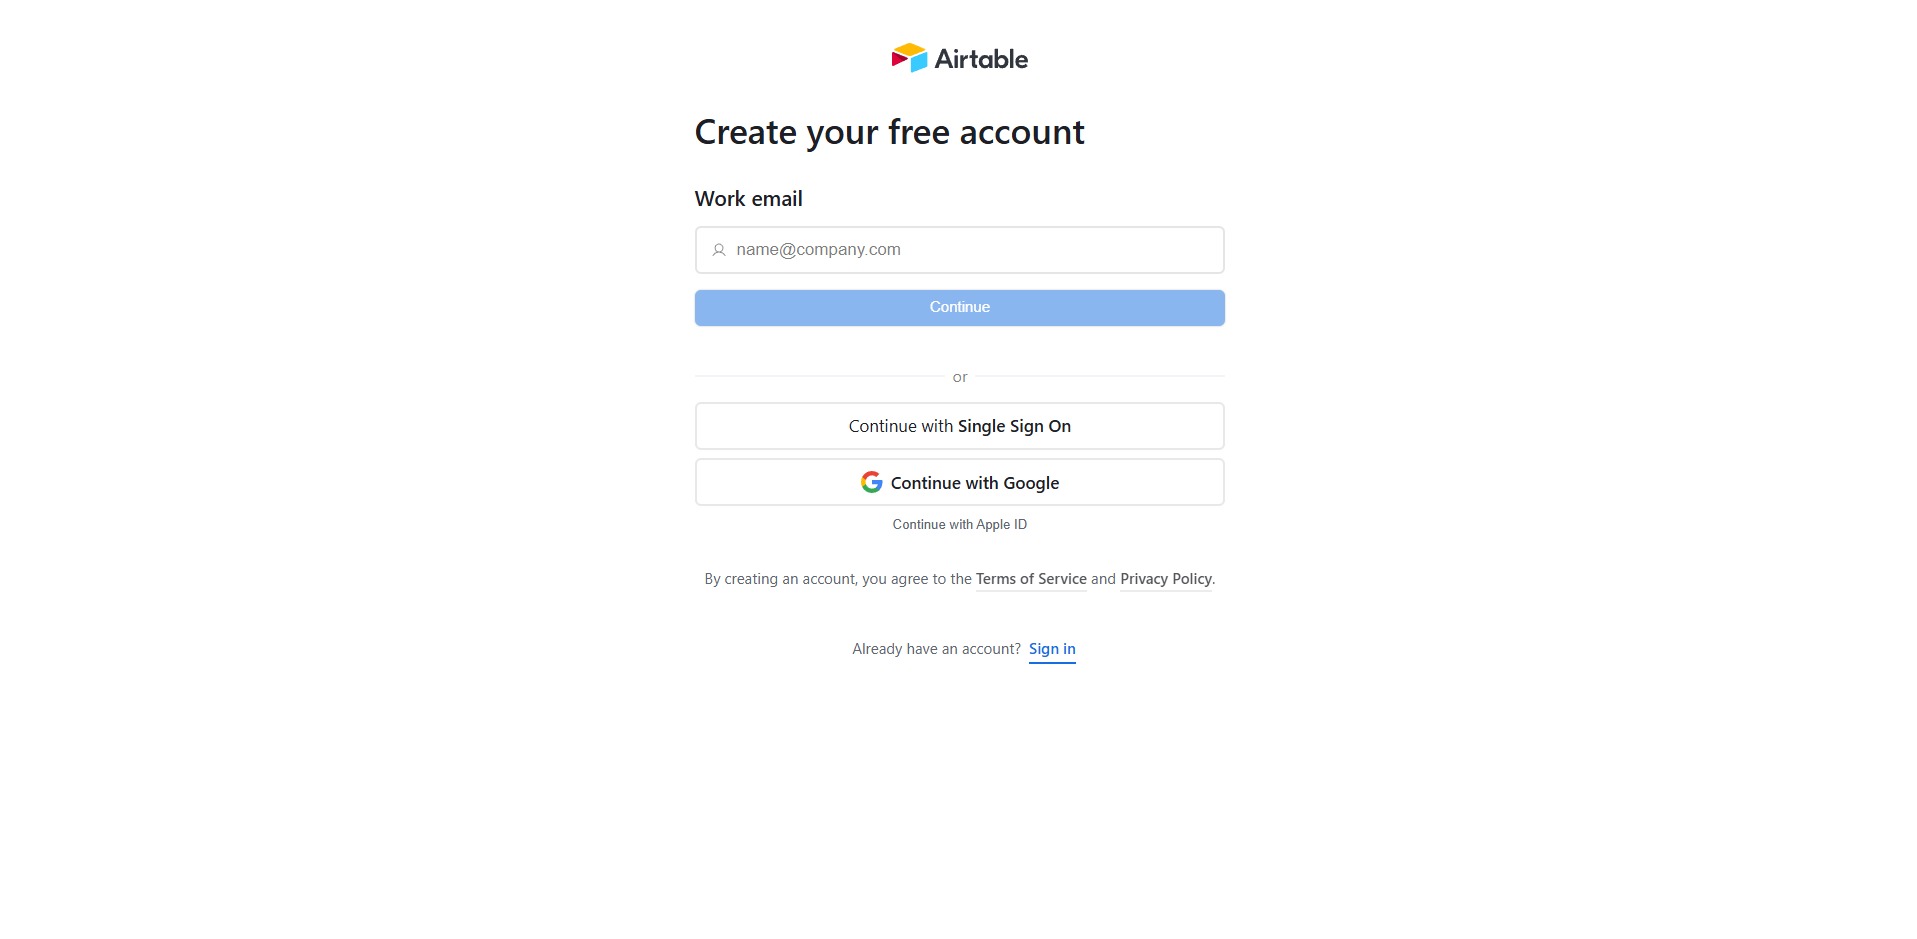 Airtable
Create your free account
Work email
name@company.com
Continue
or
Continue with Single Sign On
Continue with Google
Continue with Apple ID
By creating an account, you agree to the Terms of Service and Privacy Policy.
Already have an account? Sign in